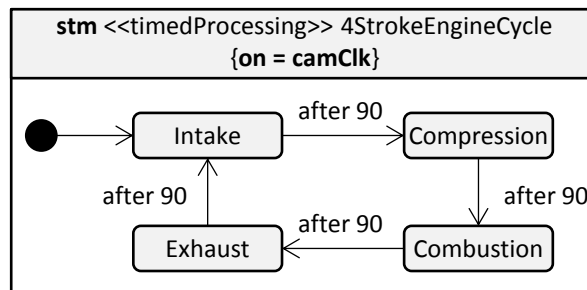 stm <<timedProcessing>> 4StrokeEngineCycle
{on = camClk}
Intake
after 90
Compression
after 90
after 90
after 90
Exhaust
Combustion